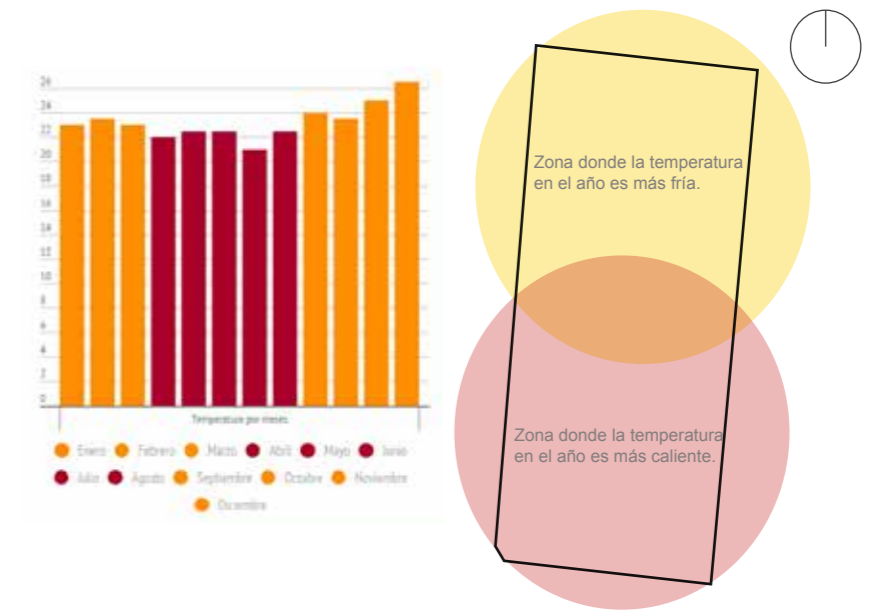 26
24
22
20
18
16
14
12
10
8
6
4
2
0
Temperatura por meses
Enero Febrero Marzo Abril Mayo Junio
Julio Agosto Septiembre Octubre Noviembre
Diciembre
Zona donde la temperatura
en el año es más fría.
Zona donde la temperatura
en el año es más caliente.